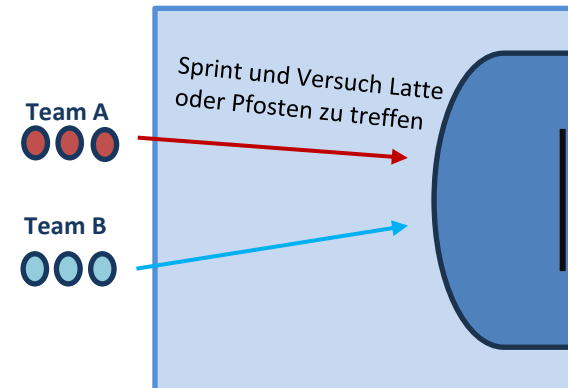 Sprint und Versuch Latte
oder Pfosten zu treffen
Team A
Team B